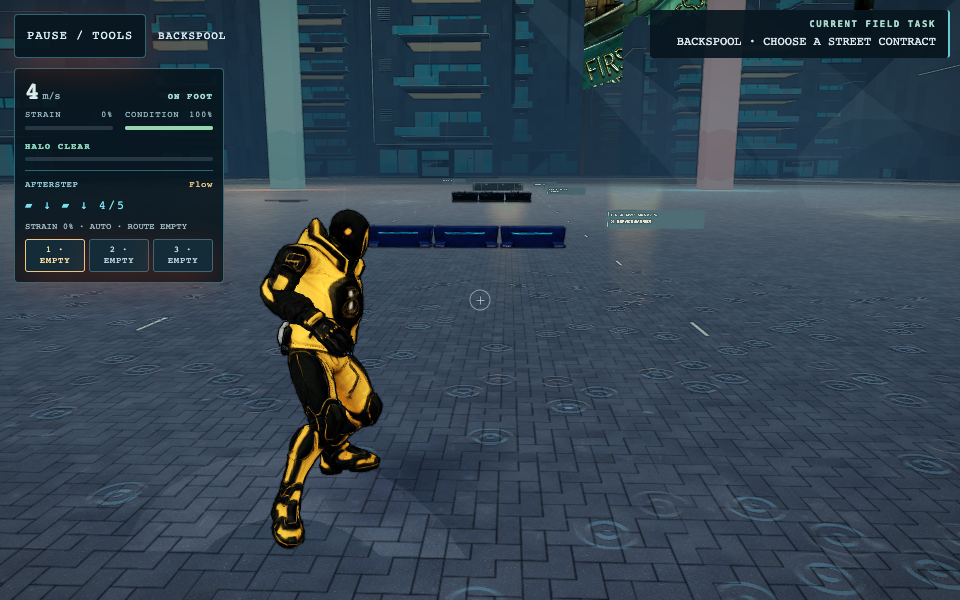 PAUSE / TOOLS
BACKSPOOL
CURRENT FIELD TASK
BACKSPOOL · CHOOSE A STREET CONTRACT
4 m/s
ON FOOT
STRAIN 0%
CONDITION 100%
HALO CLEAR
AFTERSTEP
Flow
▰ ↓ ▰ ↓ 4/5
STRAIN 0% · AUTO · ROUTE EMPTY
1 · EMPTY
2 · EMPTY
3 · EMPTY
FIRS